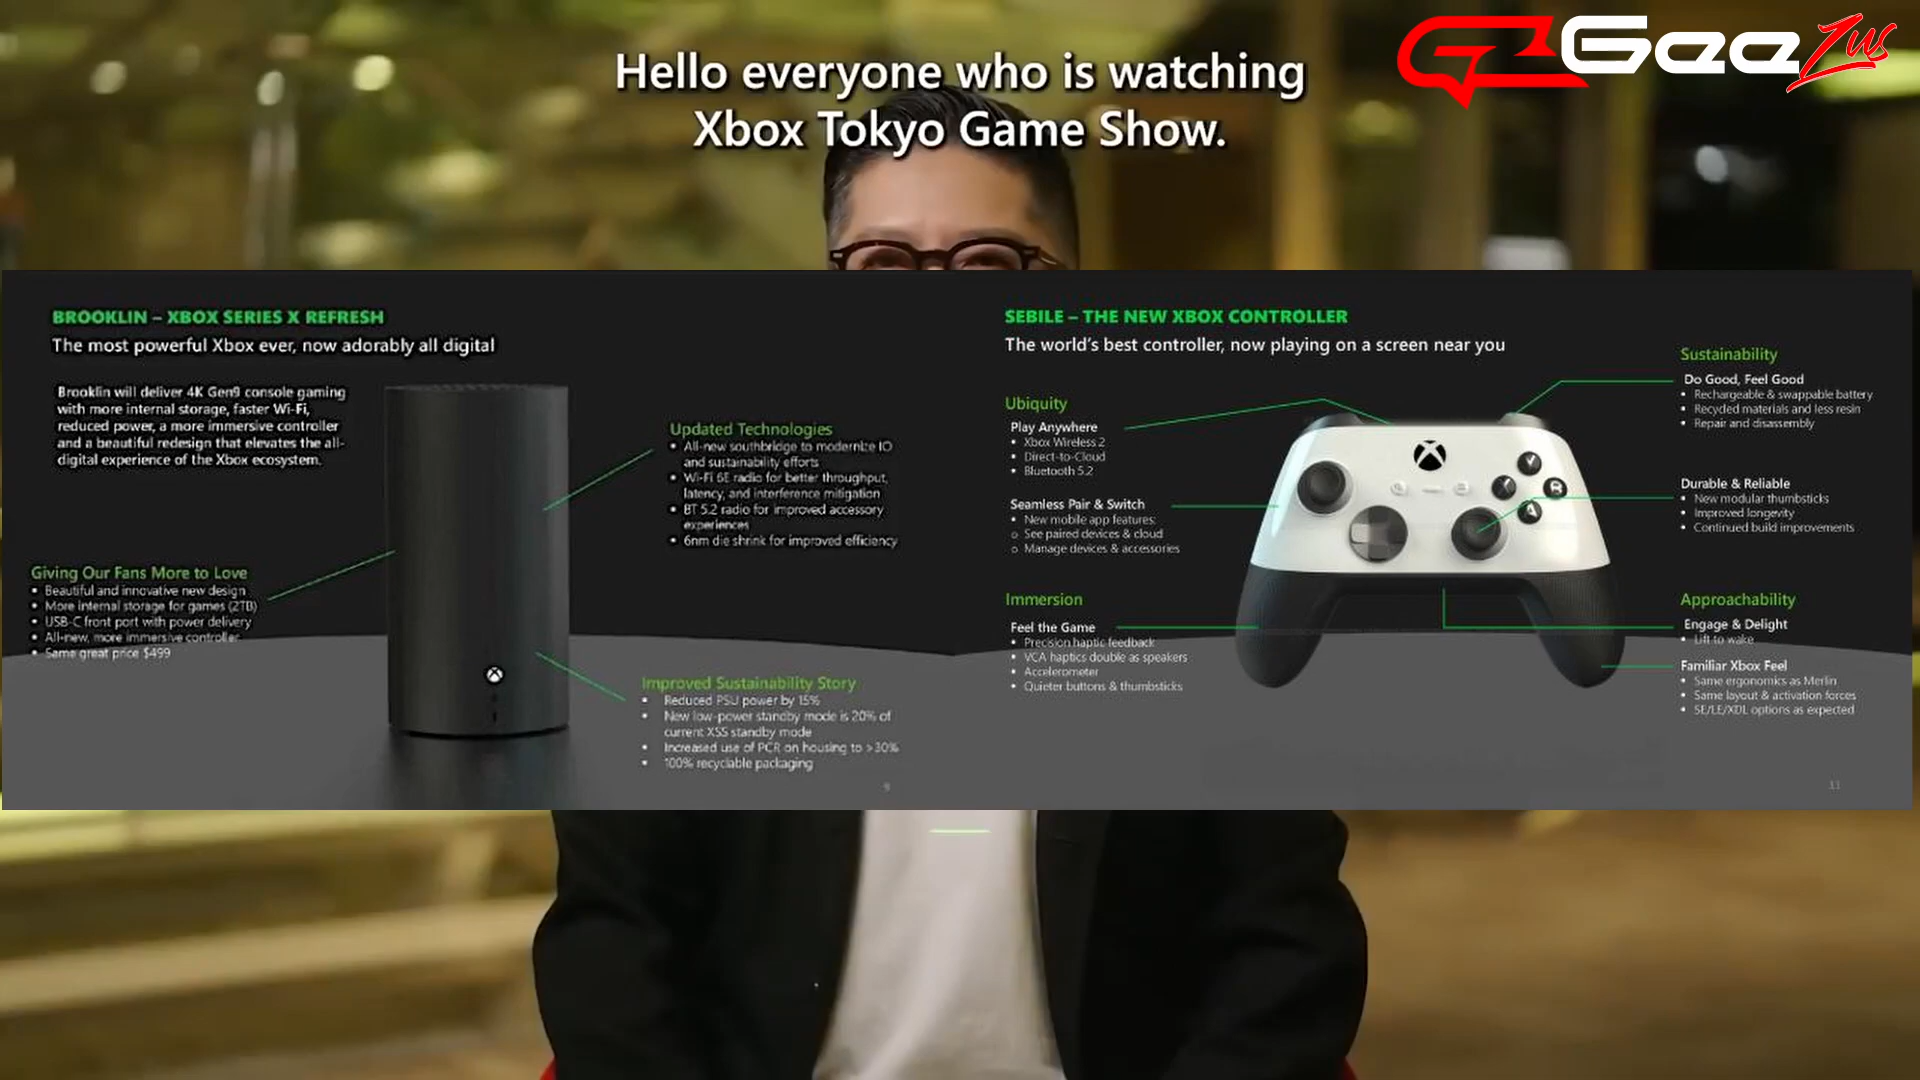 GeeZus
Hello everyone who is watching
Xbox Tokyo Game Show.
BROOKLIN – XBOX SERIES X REFRESH
The most powerful Xbox ever, now adorably all digital
Brooklin will deliver 4K Gen9 console gaming
with more internal storage, faster Wi-Fi,
reduced power, a more immersive controller
and a beautiful redesign that elevates the all-
digital experience of the Xbox ecosystem.
Updated Technologies
• All-new southbridge to modernize IO
and sustainability efforts
• Wi-Fi 6E radio for better throughput,
latency, and interference mitigation
• BT 5.2 radio for improved accessory
experiences
• 6nm die shrink for improved efficiency
Giving Our Fans More to Love
• Beautiful and innovative new design
• More internal storage for games (2TB)
• USB-C front port with power delivery
• All-new, more immersive controller
• Same great price $499
Improved Sustainability Story
• Reduced PSU power by 15%
• New low-power standby mode is 20% of
current XSS standby mode
• Increased use of PCR on housing to >30%
• 100% recyclable packaging
9
SEBILE – THE NEW XBOX CONTROLLER
The world's best controller, now playing on a screen near you
Ubiquity
Play Anywhere
• Xbox Wireless 2
• Direct-to-Cloud
• Bluetooth 5.2
Seamless Pair & Switch
• New mobile app features:
o See paired devices & cloud
o Manage devices & accessories
Immersion
Feel the Game
• Precision haptic feedback
• VCA haptics double as speakers
• Accelerometer
• Quieter buttons & thumbsticks
Y
X
B
A
Sustainability
Do Good, Feel Good
• Rechargeable & swappable battery
• Recycled materials and less resin
• Repair and disassembly
Durable & Reliable
• New modular thumbsticks
• Improved longevity
• Continued build improvements
Approachability
Engage & Delight
• Lift to wake
Familiar Xbox Feel
• Same ergonomics as Merlin
• Same layout & activation forces
• SE/LE/XDL options as expected
11